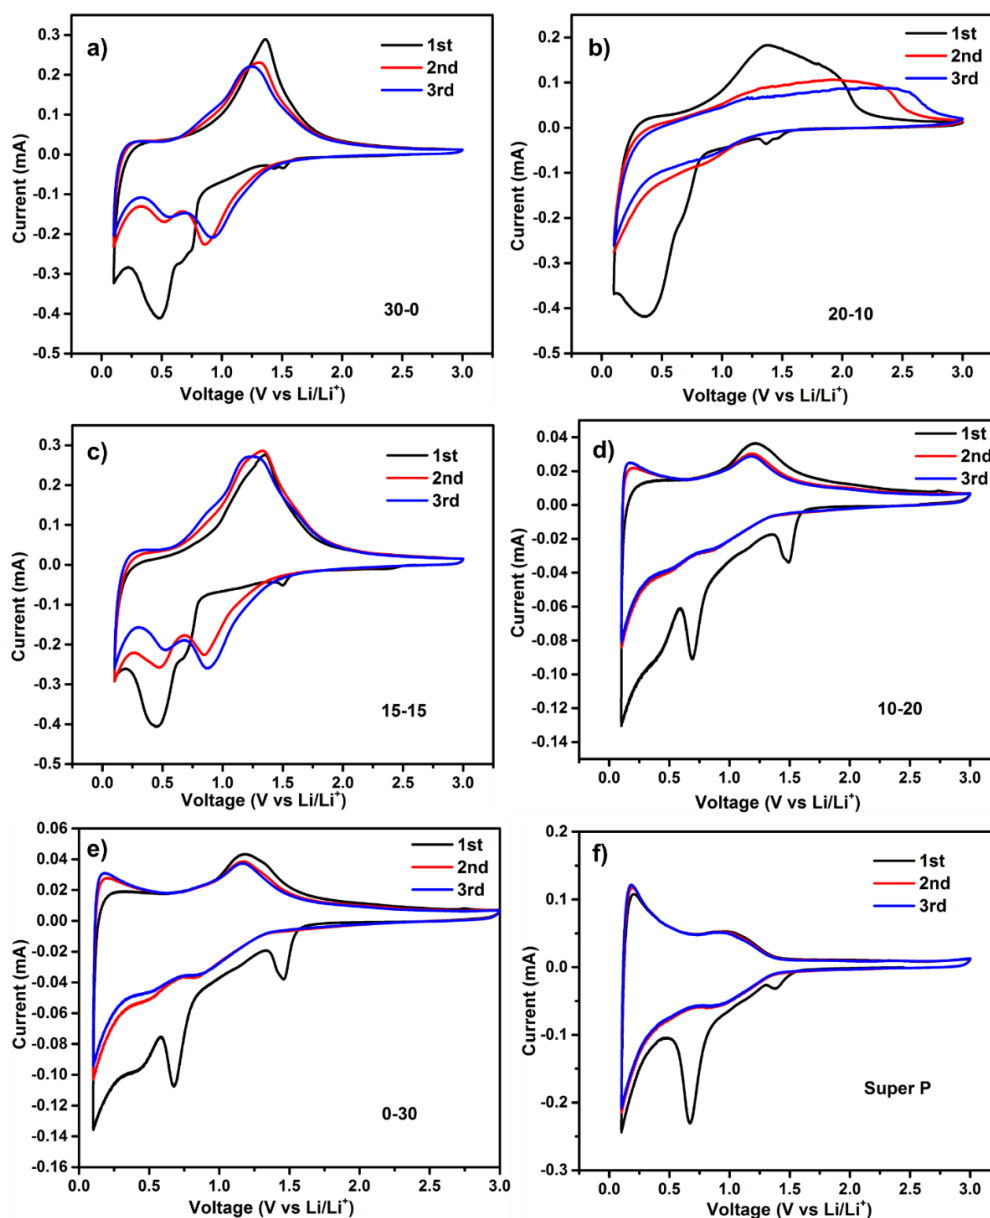 a)
1st
2nd
3rd
0.3
0.2
0.1
0.0
-0.1
-0.2
-0.3
-0.4
-0.5
Current (mA)
30-0
0.0 0.5 1.0 1.5 2.0 2.5 3.0
Voltage (V vs Li/Li⁺)
b)
1st
2nd
3rd
0.2
0.1
0.0
-0.1
-0.2
-0.3
-0.4
-0.5
Current (mA)
20-10
0.0 0.5 1.0 1.5 2.0 2.5 3.0
Voltage (V vs Li/Li⁺)
c)
1st
2nd
3rd
0.3
0.2
0.1
0.0
-0.1
-0.2
-0.3
-0.4
-0.5
Current (mA)
15-15
0.0 0.5 1.0 1.5 2.0 2.5 3.0
Voltage (V vs Li/Li⁺)
d)
1st
2nd
3rd
0.04
0.02
0.00
-0.02
-0.04
-0.06
-0.08
-0.10
-0.12
-0.14
Current (mA)
10-20
0.0 0.5 1.0 1.5 2.0 2.5 3.0
Voltage (V vs Li/Li⁺)
e)
1st
2nd
3rd
0.06
0.04
0.02
0.00
-0.02
-0.04
-0.06
-0.08
-0.10
-0.12
-0.14
-0.16
Current (mA)
0-30
0.0 0.5 1.0 1.5 2.0 2.5 3.0
Voltage (V vs Li/Li⁺)
f)
1st
2nd
3rd
0.2
0.1
0.0
-0.1
-0.2
-0.3
Current (mA)
Super P
0.0 0.5 1.0 1.5 2.0 2.5 3.0
Voltage (V vs Li/Li⁺)